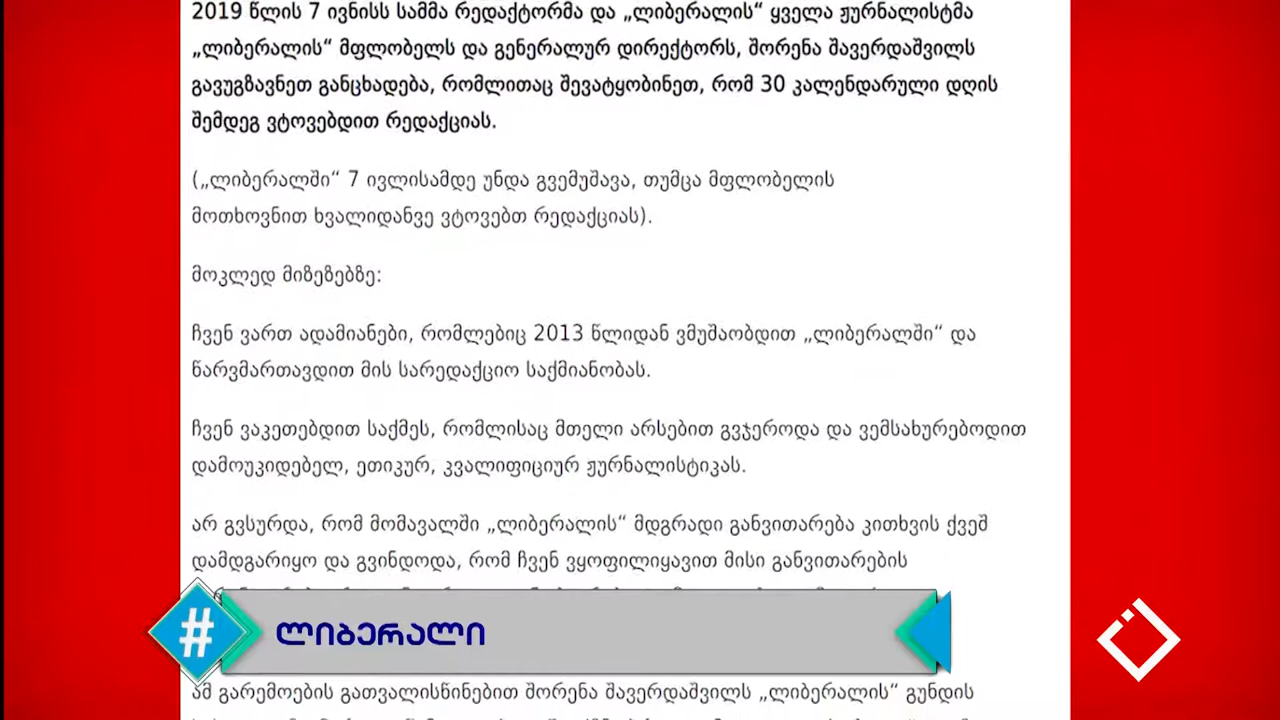 2019 წლის 7 ივნისს სამმა რედაქტორმა და „ლიბერალის“ ყველა ჟურნალისტმა
„ლიბერალის“ მფლობელს და გენერალურ დირექტორს, შორენა შავერდაშვილს
გავუგზავნეთ განცხადება, რომლითაც შევატყობინეთ, რომ 30 კალენდარული დღის
შემდეგ ვტოვებდით რედაქციას.
(„ლიბერალში“ 7 ივლისამდე უნდა გვემუშავა, თუმცა მფლობელის
მოთხოვნით ხვალიდანვე ვტოვებთ რედაქციას).
მოკლედ მიზეზებზე:
ჩვენ ვართ ადამიანები, რომლებიც 2013 წლიდან ვმუშაობდით „ლიბერალში“ და
წარვმართავდით მის სარედაქციო საქმიანობას.
ჩვენ ვაკეთებდით საქმეს, რომლისაც მთელი არსებით გვჯეროდა და ვემსახურებოდით
დამოუკიდებელ, ეთიკურ, კვალიფიციურ ჟურნალისტიკას.
არ გვსურდა, რომ მომავალში „ლიბერალის“ მდგრადი განვითარება კითხვის ქვეშ
დამდგარიყო და გვინდოდა, რომ ჩვენ ვყოფილიყავით მისი განვითარების
# ლიბერალი
ამ გარემოების გათვალისწინებით შორენა შავერდაშვილს „ლიბერალის“ გუნდის